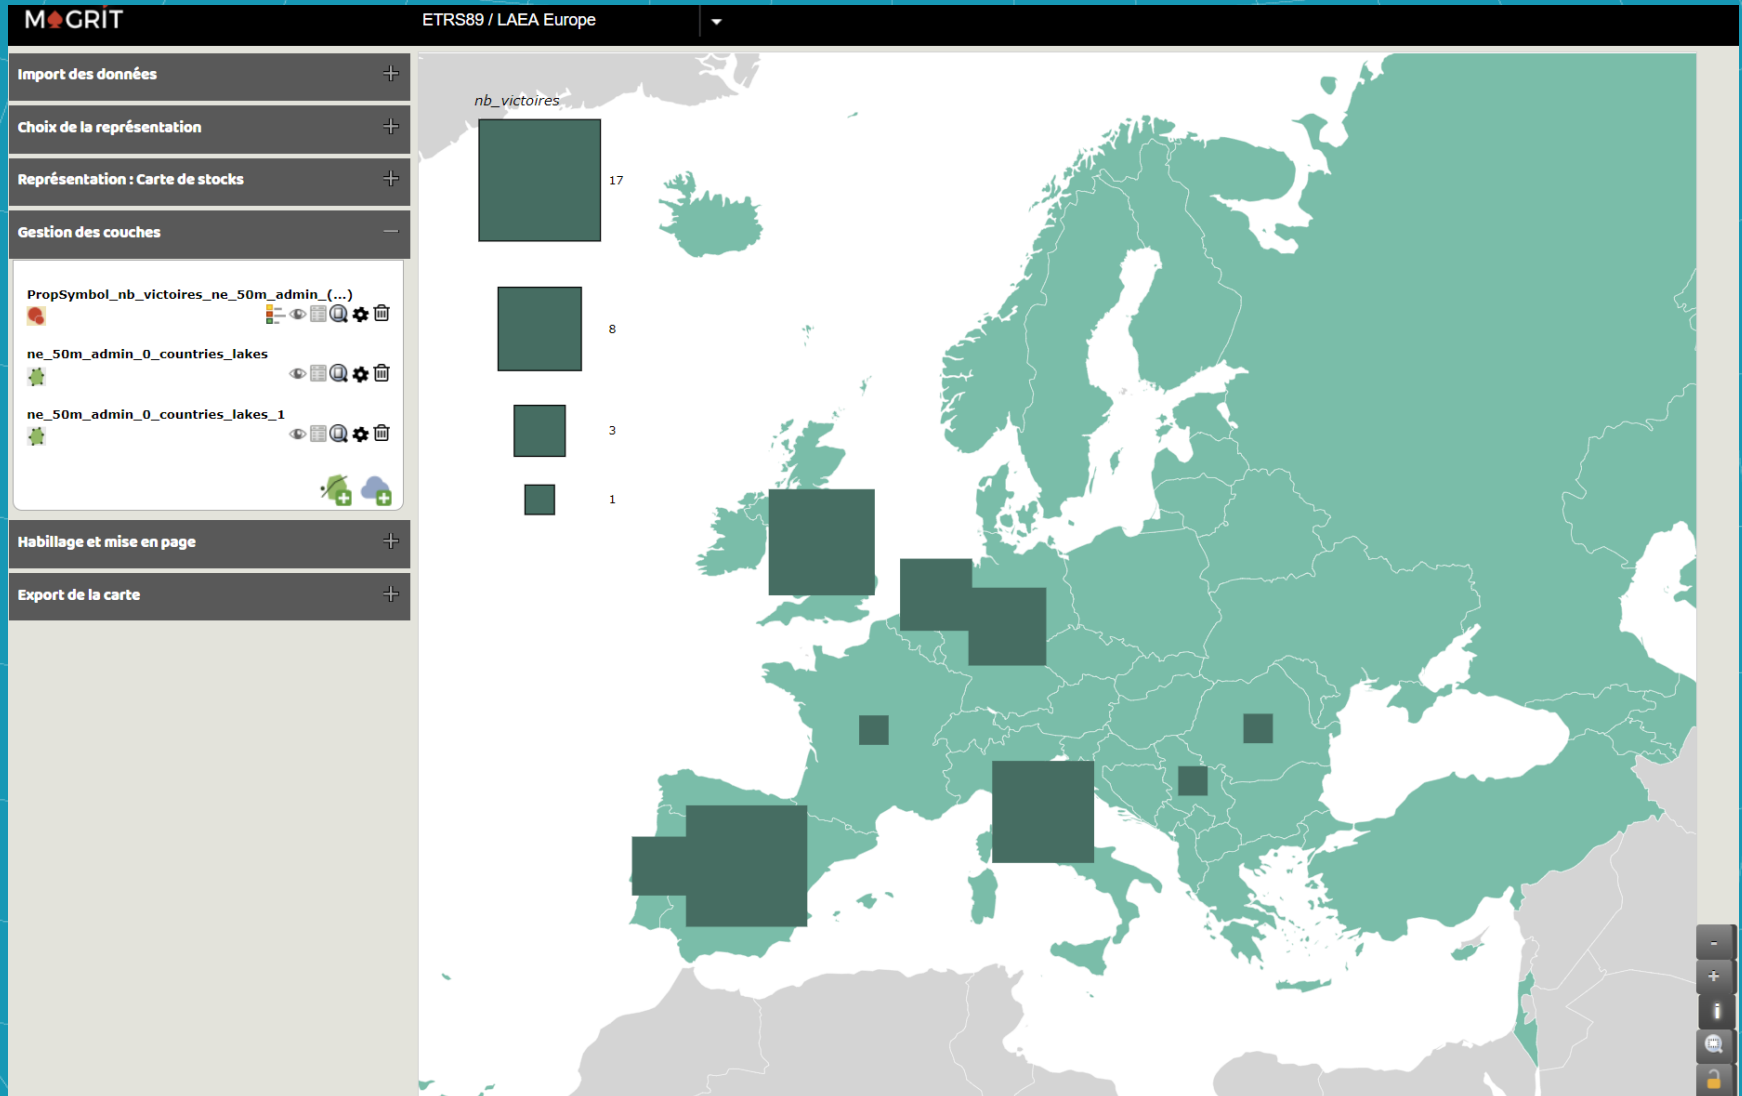 MAGRIT
ETRS89 / LAEA Europe
Import des données
Choix de la représentation
Représentation : Carte de stocks
Gestion des couches
PropSymbol_nb_victoires_ne_50m_admin_(...)
ne_50m_admin_0_countries_lakes
ne_50m_admin_0_countries_lakes_1
Habillage et mise en page
Export de la carte
nb_victoires
17
8
3
1
-
+
i